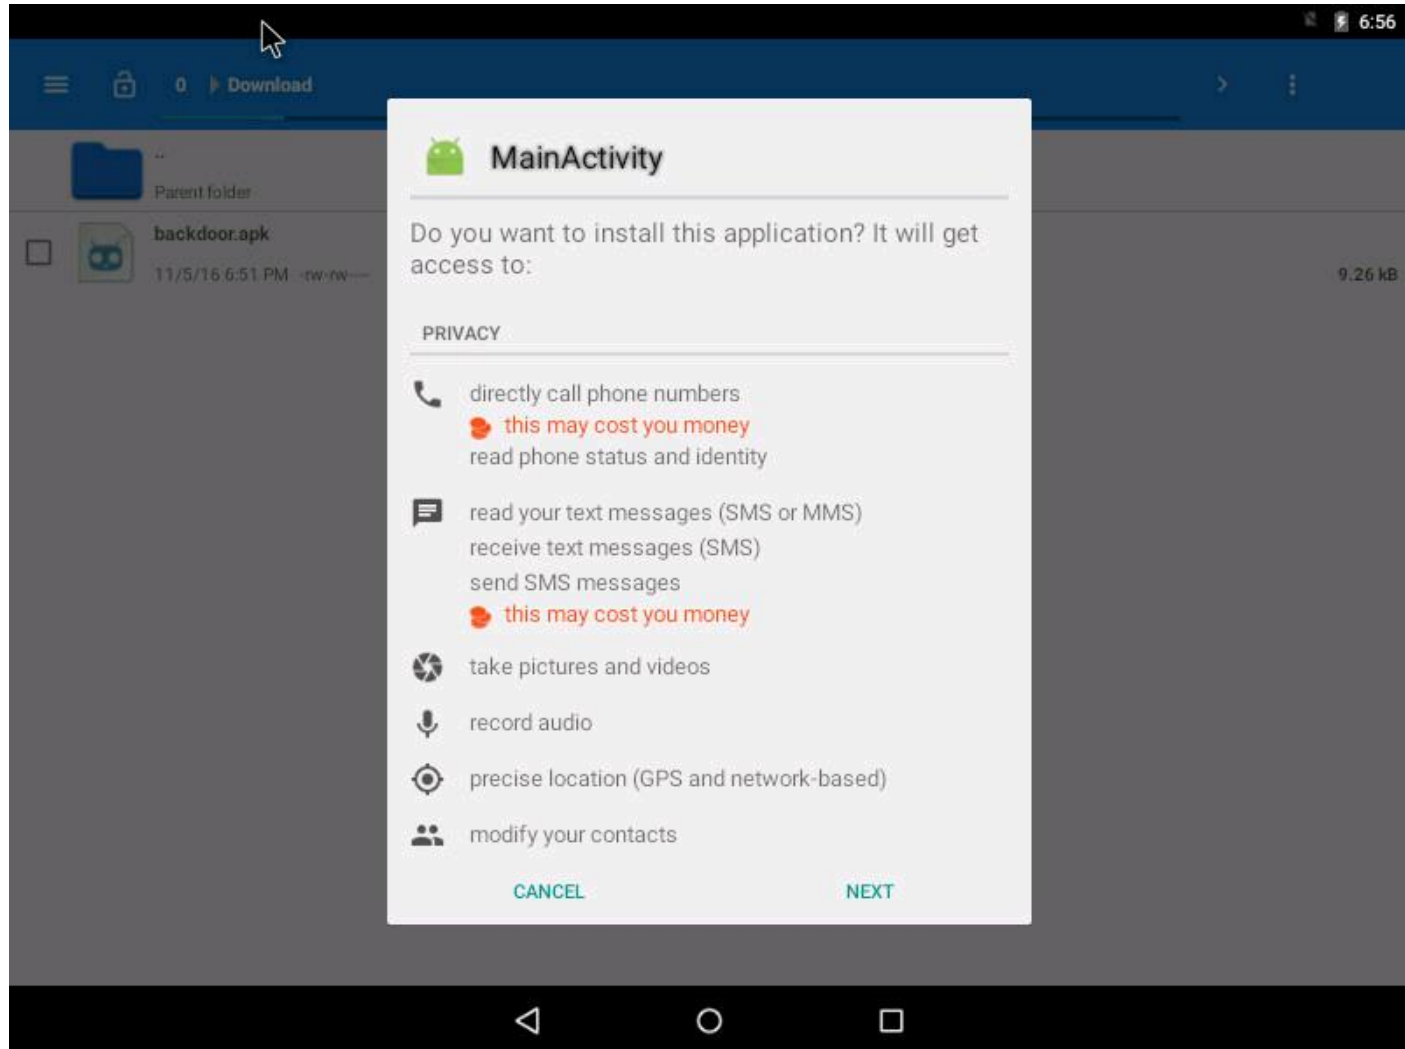 6:56
0 Download
MainActivity
..
Parent folder
Do you want to install this application? It will get
access to:
backdoor.apk
11/5/16 6:51 PM -rw-rw----
9.26 kB
PRIVACY
directly call phone numbers
this may cost you money
read phone status and identity
read your text messages (SMS or MMS)
receive text messages (SMS)
send SMS messages
this may cost you money
take pictures and videos
record audio
precise location (GPS and network-based)
modify your contacts
CANCEL NEXT